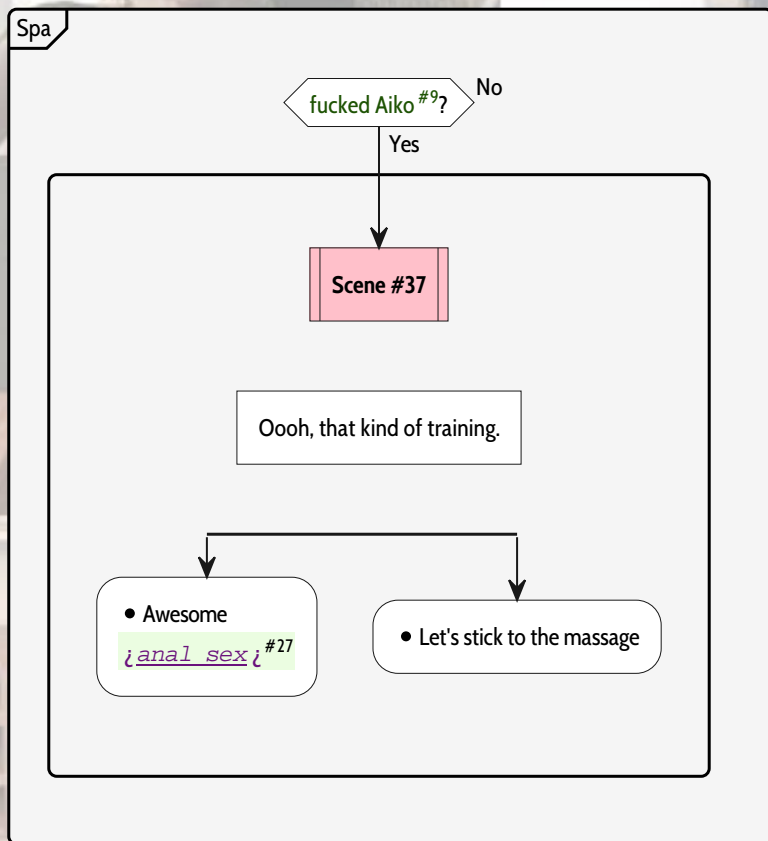 Spa
fucked Aiko #9?
No
Yes
Scene #37
Oooh, that kind of training.
• Awesome
¿anal sex¿#27
• Let's stick to the massage